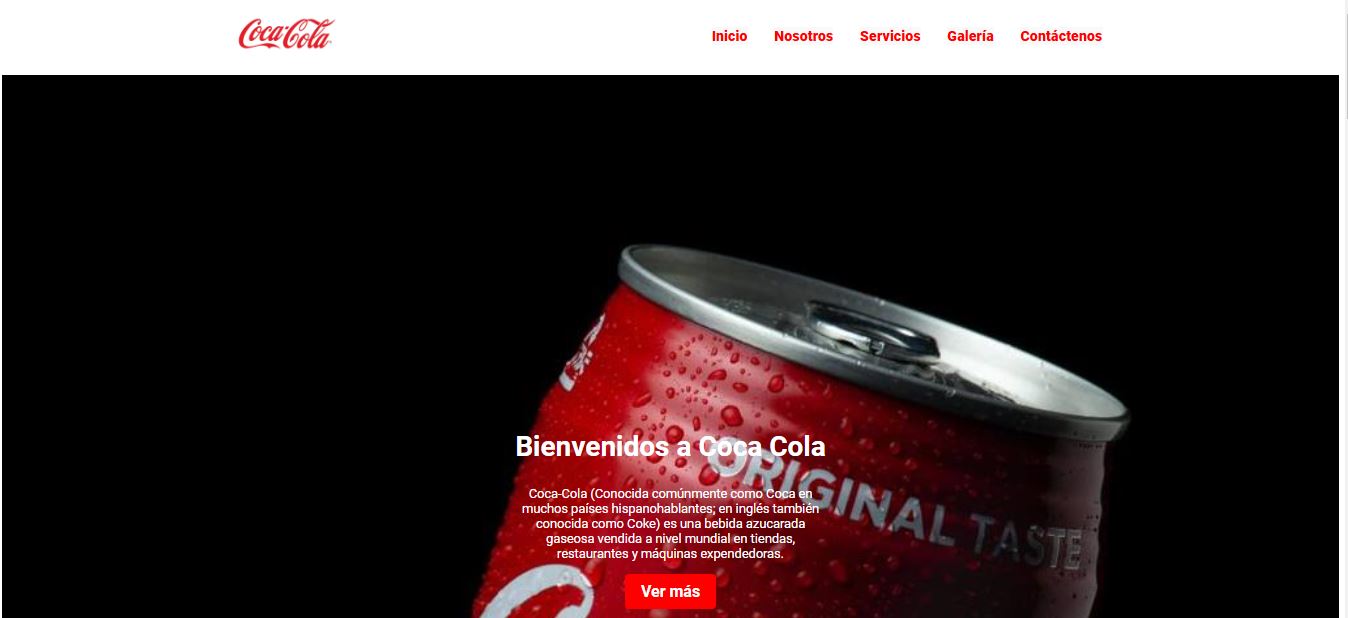 Coca-Cola
Inicio Nosotros Servicios Galería Contáctenos
Bienvenidos a Coca Cola
ORIGINAL TASTE
Coca-Cola (Conocida comúnmente como Coca en
muchos países hispanohablantes; en inglés también
conocida como Coke) es una bebida azucarada
gaseosa vendida a nivel mundial en tiendas,
restaurantes y máquinas expendedoras.
Ver más